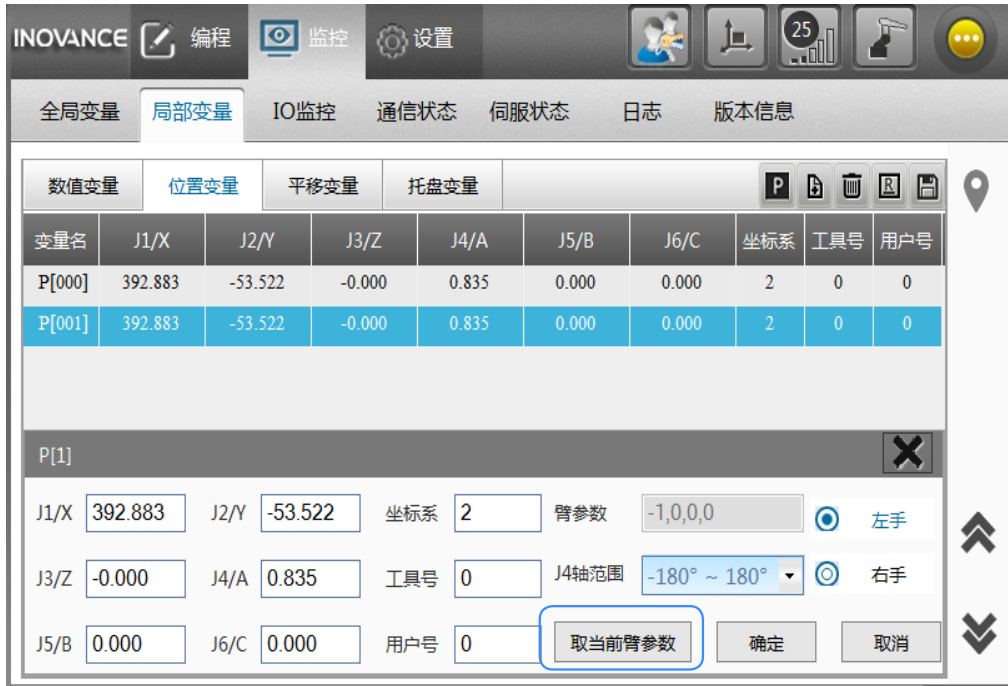 INOVANCE 编程 监控 设置 25
全局变量 局部变量 IO监控 通信状态 伺服状态 日志 版本信息
数值变量 位置变量 平移变量 托盘变量 P R
变量名 J1/X J2/Y J3/Z J4/A J5/B J6/C 坐标系 工具号 用户号
P[000] 392.883 -53.522 -0.000 0.835 0.000 0.000 2 0 0
P[001] 392.883 -53.522 -0.000 0.835 0.000 0.000 2 0 0
P[1]
J1/X 392.883 J2/Y -53.522 坐标系 2 臂参数 -1,0,0,0 左手
J3/Z -0.000 J4/A 0.835 工具号 0 J4轴范围 -180° ~ 180° 右手
J5/B 0.000 J6/C 0.000 用户号 0 取当前臂参数 确定 取消